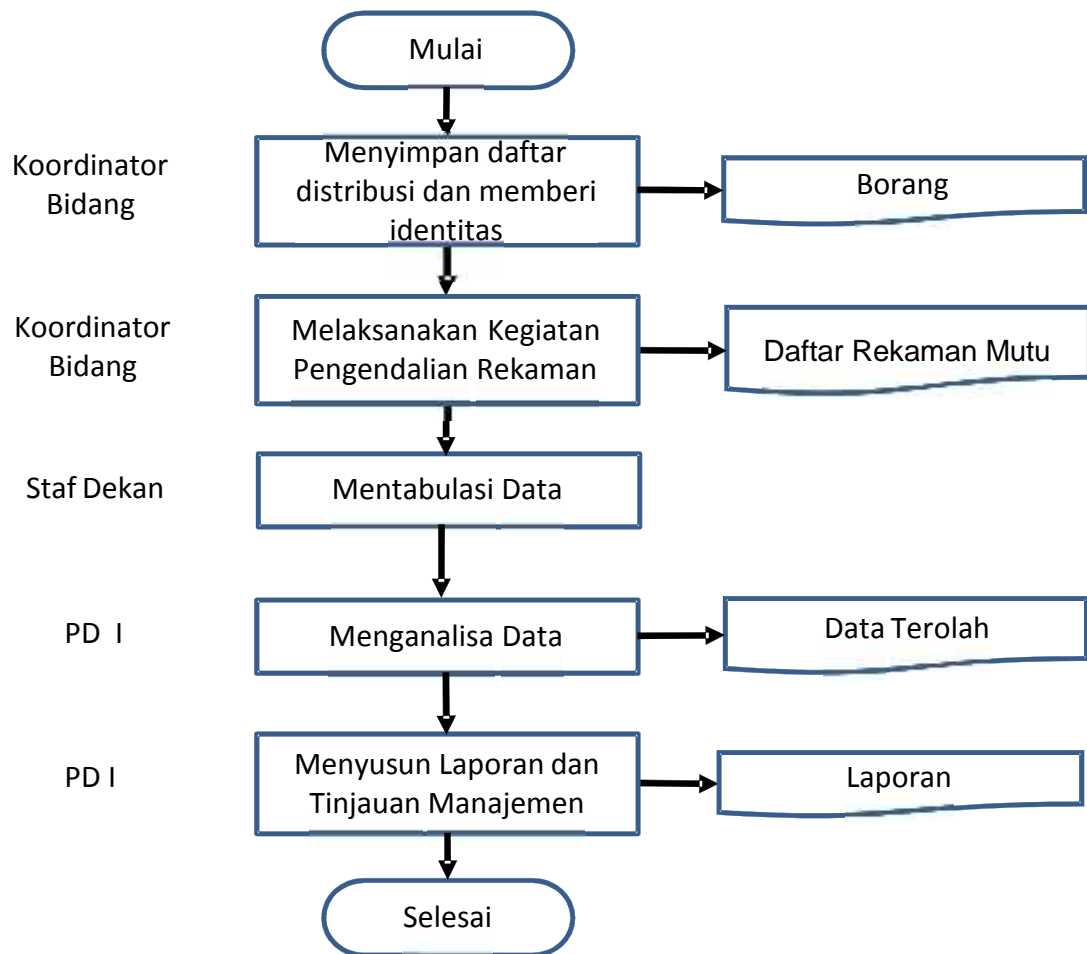 Mulai
Koordinator
Bidang
Menyimpan daftar
distribusi dan memberi
identitas
Borang
Koordinator
Bidang
Melaksanakan Kegiatan
Pengendalian Rekaman
Daftar Rekaman Mutu
Staf Dekan
Mentabulasi Data
PD I
Menganalisa Data
Data Terolah
PD I
Menyusun Laporan dan
Tinjauan Manajemen
Laporan
Selesai